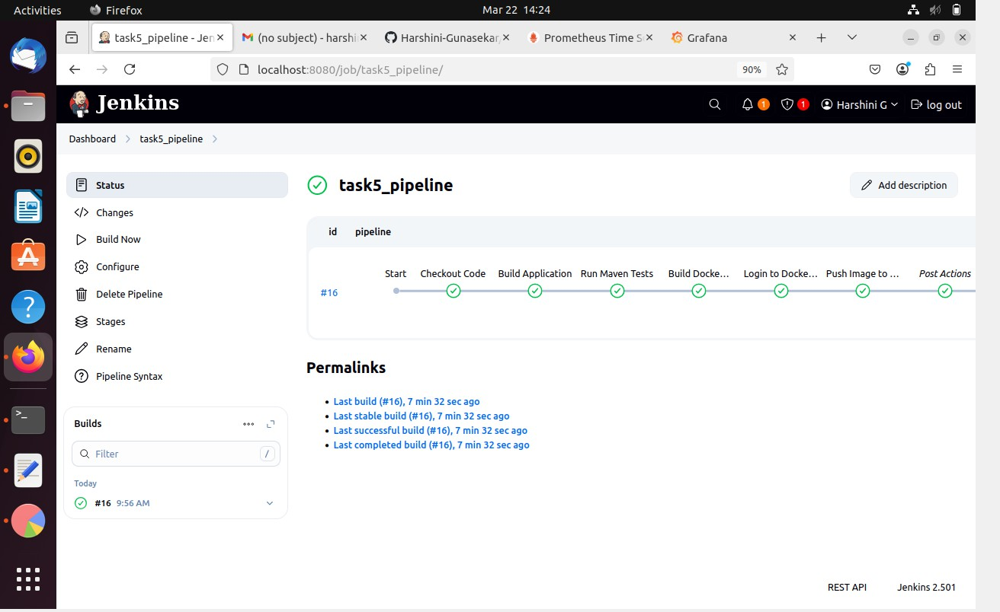 Activities Firefox Mar 22 14:24
task5_pipeline - Jen (no subject) - harshi Harshini-Gunasekar Prometheus Time S Grafana
localhost:8080/job/task5_pipeline/ 90%
Jenkins 1 1 Harshini G log out
Dashboard task5_pipeline
Status
Changes
Build Now
Configure
Delete Pipeline
Stages
Rename
Pipeline Syntax
Builds
Filter /
Today
#16 9:56 AM
task5_pipeline Add description
id pipeline
Start Checkout Code Build Application Run Maven Tests Build Docke... Login to Docke... Push Image to ... Post Actions
#16
Permalinks
Last build (#16), 7 min 32 sec ago
Last stable build (#16), 7 min 32 sec ago
Last successful build (#16), 7 min 32 sec ago
Last completed build (#16), 7 min 32 sec ago
REST API Jenkins 2.501